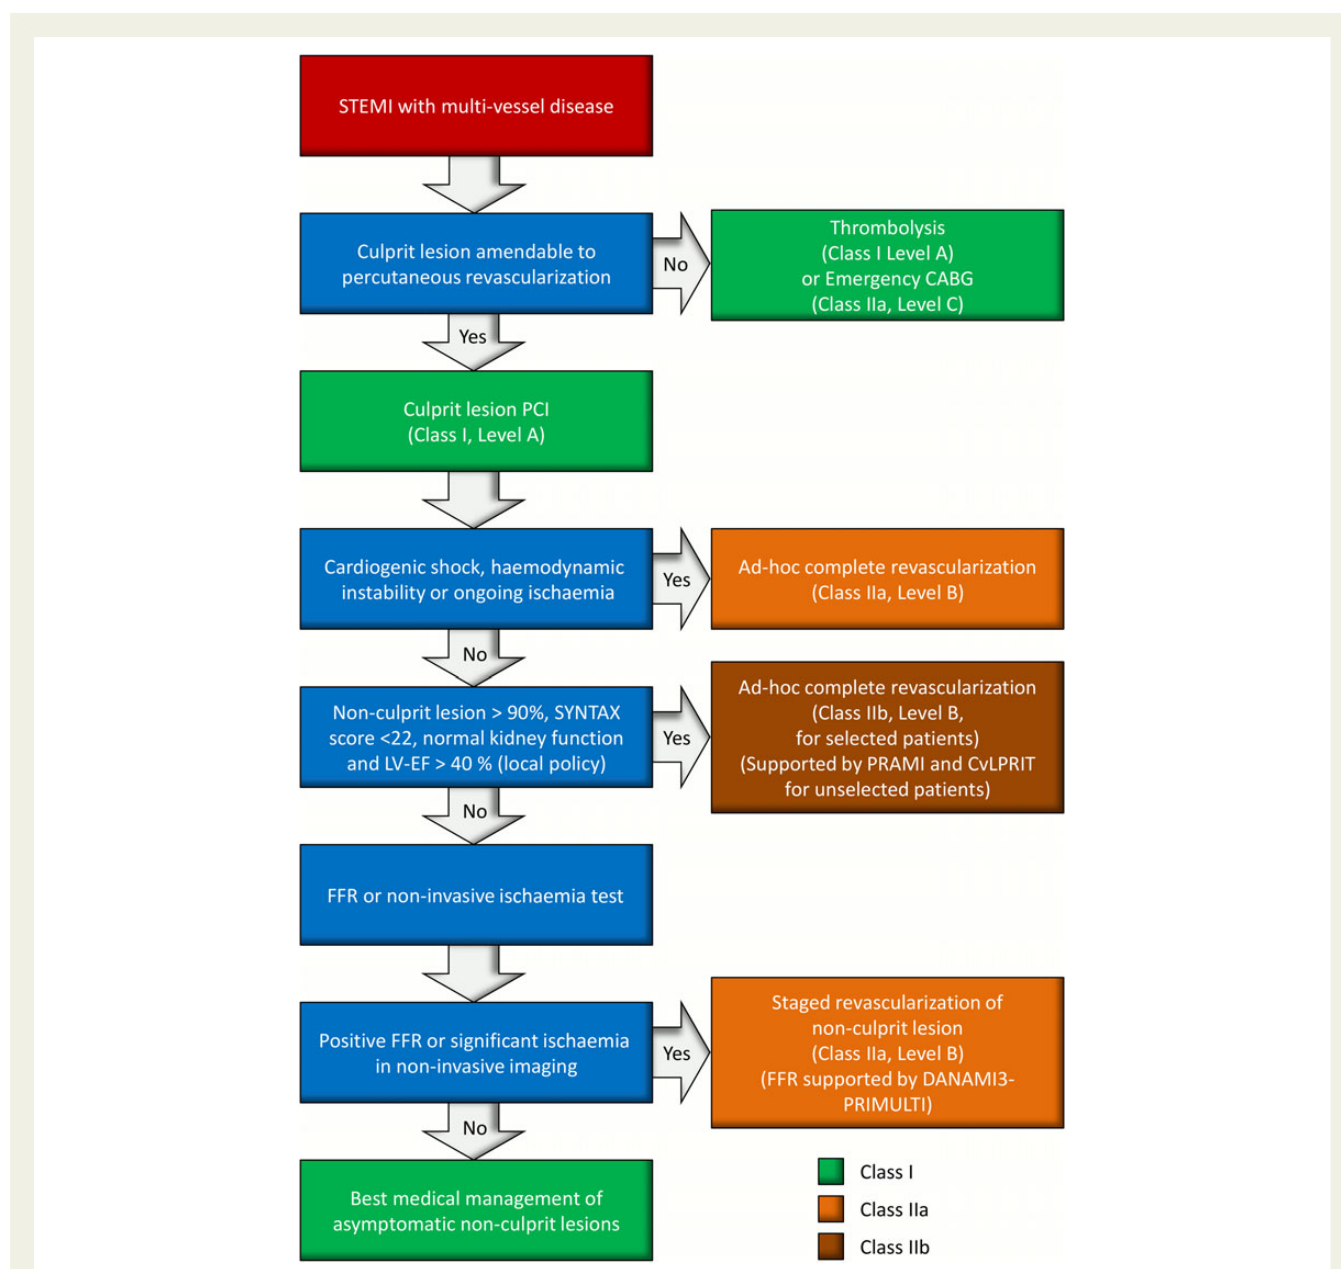 STEMI with multi-vessel disease
Culprit lesion amendable to
percutaneous revascularization
No
Thrombolysis
(Class I Level A)
or Emergency CABG
(Class IIa, Level C)
Yes
Culprit lesion PCI
(Class I, Level A)
Cardiogenic shock, haemodynamic
instability or ongoing ischaemia
Yes
Ad-hoc complete revascularization
(Class IIa, Level B)
No
Non-culprit lesion > 90%, SYNTAX
score <22, normal kidney function
and LV-EF > 40 % (local policy)
Yes
Ad-hoc complete revascularization
(Class IIb, Level B,
for selected patients)
(Supported by PRAMI and CvLPRIT
for unselected patients)
No
FFR or non-invasive ischaemia test
Positive FFR or significant ischaemia
in non-invasive imaging
Yes
Staged revascularization of
non-culprit lesion
(Class IIa, Level B)
(FFR supported by DANAMI3-
PRIMULTI)
No
Best medical management of
asymptomatic non-culprit lesions
Class I
Class IIa
Class IIb